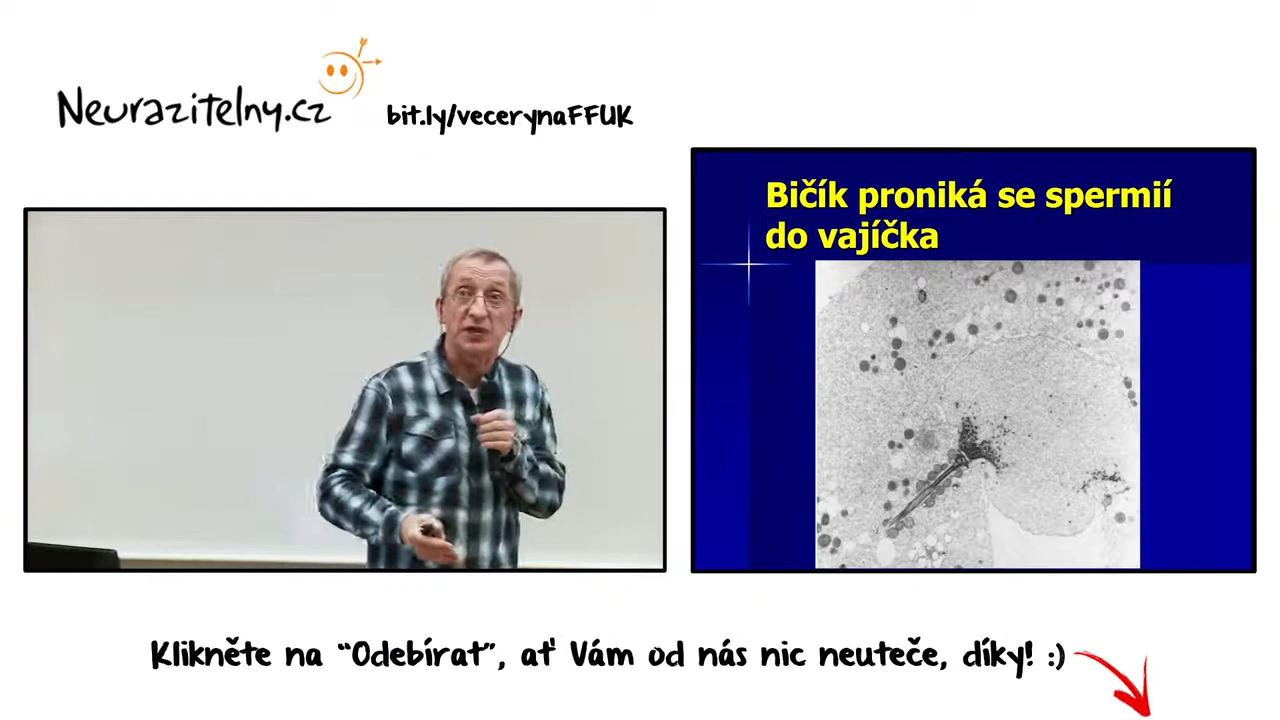 Neurazitelny.cz
bit.ly/vecerynaFFUK
Bičík proniká se spermií
do vajíčka
Klikněte na “Odebírat”, ať Vám od nás nic neuteče, díky! :)